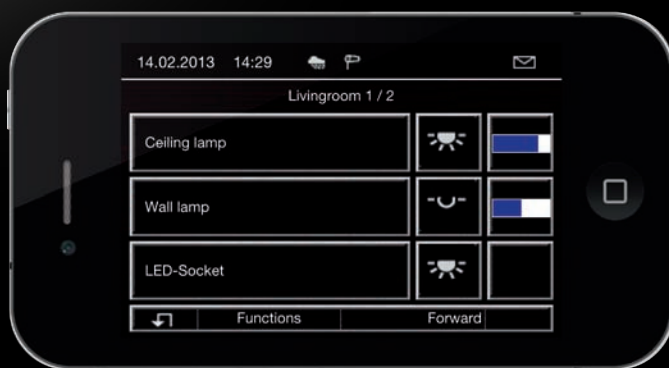 14.02.2013 14:29
Livingroom 1 / 2
Ceiling lamp
Wall lamp
LED-Socket
Functions Forward